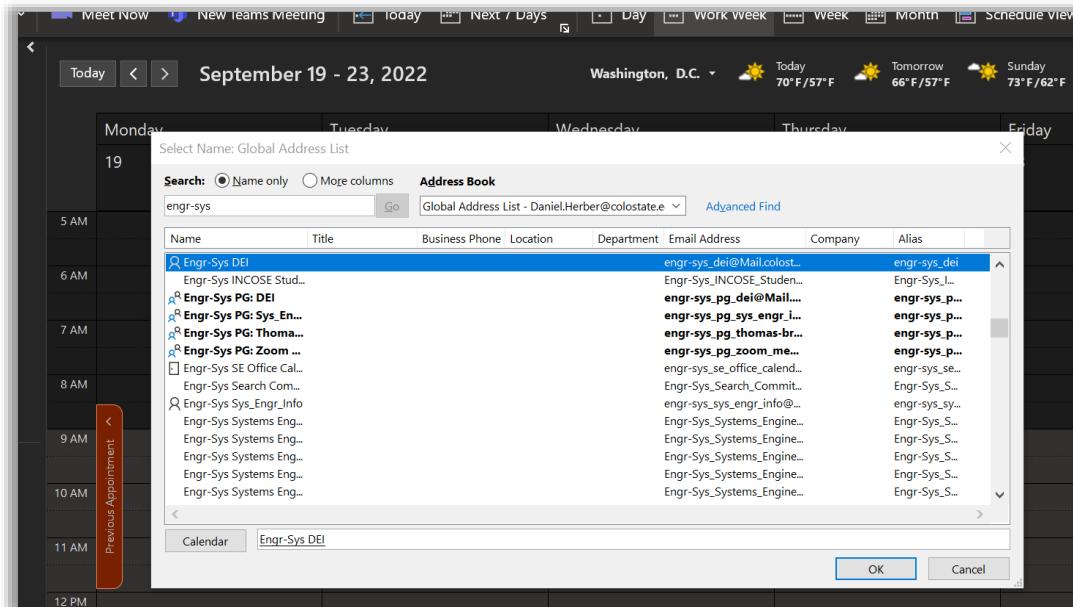 Meet Now New Teams Meeting Today Next 7 Days Day Work Week Week Month Schedule View
Today September 19 - 23, 2022 Washington, D.C. Today 70°F/57°F Tomorrow 66°F/57°F Sunday 73°F/62°F
Monday Tuesday Wednesday Thursday Friday
19
Select Name: Global Address List
Search: Name only More columns Address Book
engr-sys Go Global Address List - Daniel.Herber@colostate.e Advanced Find
Name Title Business Phone Location Department Email Address Company Alias
Engr-Sys DEI engr-sys_dei@Mail.colost... engr-sys_dei
Engr-Sys INCOSE Stud... Engr-Sys_INCOSE_Studen... Engr-Sys_I...
Engr-Sys PG: DEI engr-sys_pg_dei@Mail.... engr-sys_p...
Engr-Sys PG: Sys_En... engr-sys_pg_sys_engr_i... engr-sys_p...
Engr-Sys PG: Thoma... engr-sys_pg_thomas-br... engr-sys_p...
Engr-Sys PG: Zoom ... engr-sys_pg_zoom_me... engr-sys_p...
Engr-Sys SE Office Cal... engr-sys_se_office_calend... engr-sys_se...
Engr-Sys Search Com... Engr-Sys_Search_Commit... Engr-Sys_S...
Engr-Sys Sys_Engr_Info engr-sys_sys_engr_info@... engr-sys_sy...
Engr-Sys Systems Eng... Engr-Sys_Systems_Engine... Engr-Sys_S...
Engr-Sys Systems Eng... Engr-Sys_Systems_Engine... Engr-Sys_S...
Engr-Sys Systems Eng... Engr-Sys_Systems_Engine... Engr-Sys_S...
Engr-Sys Systems Eng... Engr-Sys_Systems_Engine... Engr-Sys_S...
Engr-Sys Systems Eng... Engr-Sys_Systems_Engine... Engr-Sys_S...
Calendar Engr-Sys DEI
OK Cancel
5 AM
6 AM
7 AM
8 AM
9 AM
10 AM
11 AM
12 PM
Previous Appointment